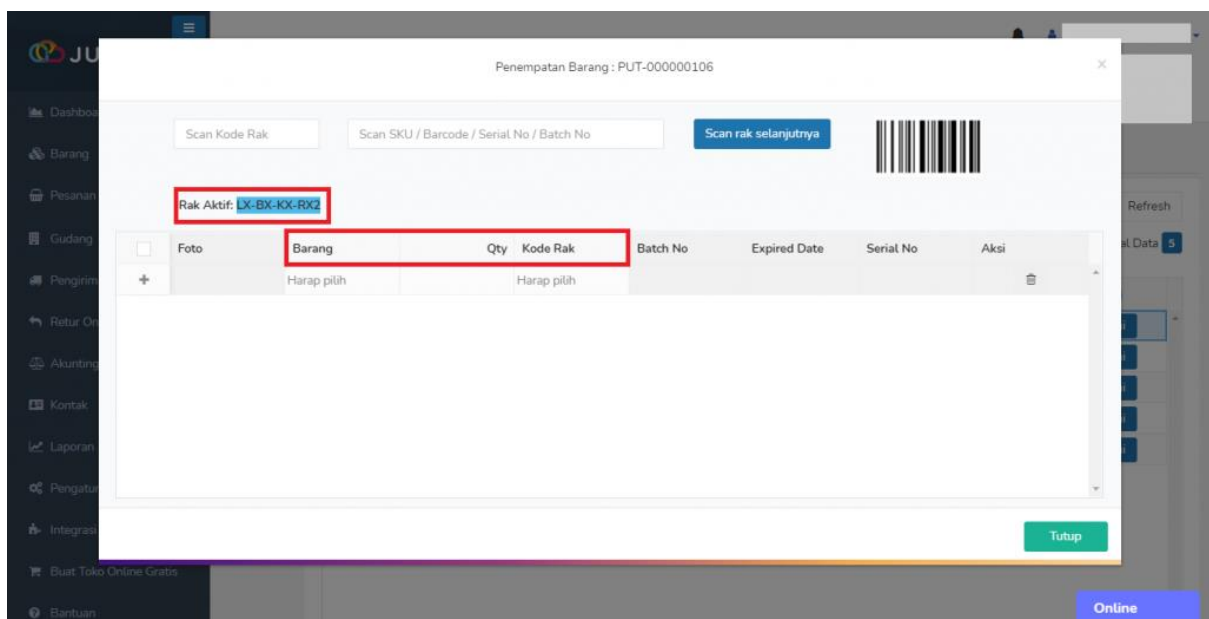 JU
Penempatan Barang : PUT-000000106
×
Dashboa
Barang
Pesanan
Gudang
Pengirim
Retur On
Akunting
Kontak
Laporan
Pengatur
Integrasi
Buat Toko Online Gratis
Bantuan
Scan Kode Rak
Scan SKU / Barcode / Serial No / Batch No
Scan rak selanjutnya
Rak Aktif: LX-BX-KX-RX2
Foto Barang Qty Kode Rak Batch No Expired Date Serial No Aksi
+ Harap pilih Harap pilih
Refresh
al Data 5
Tutup
Online